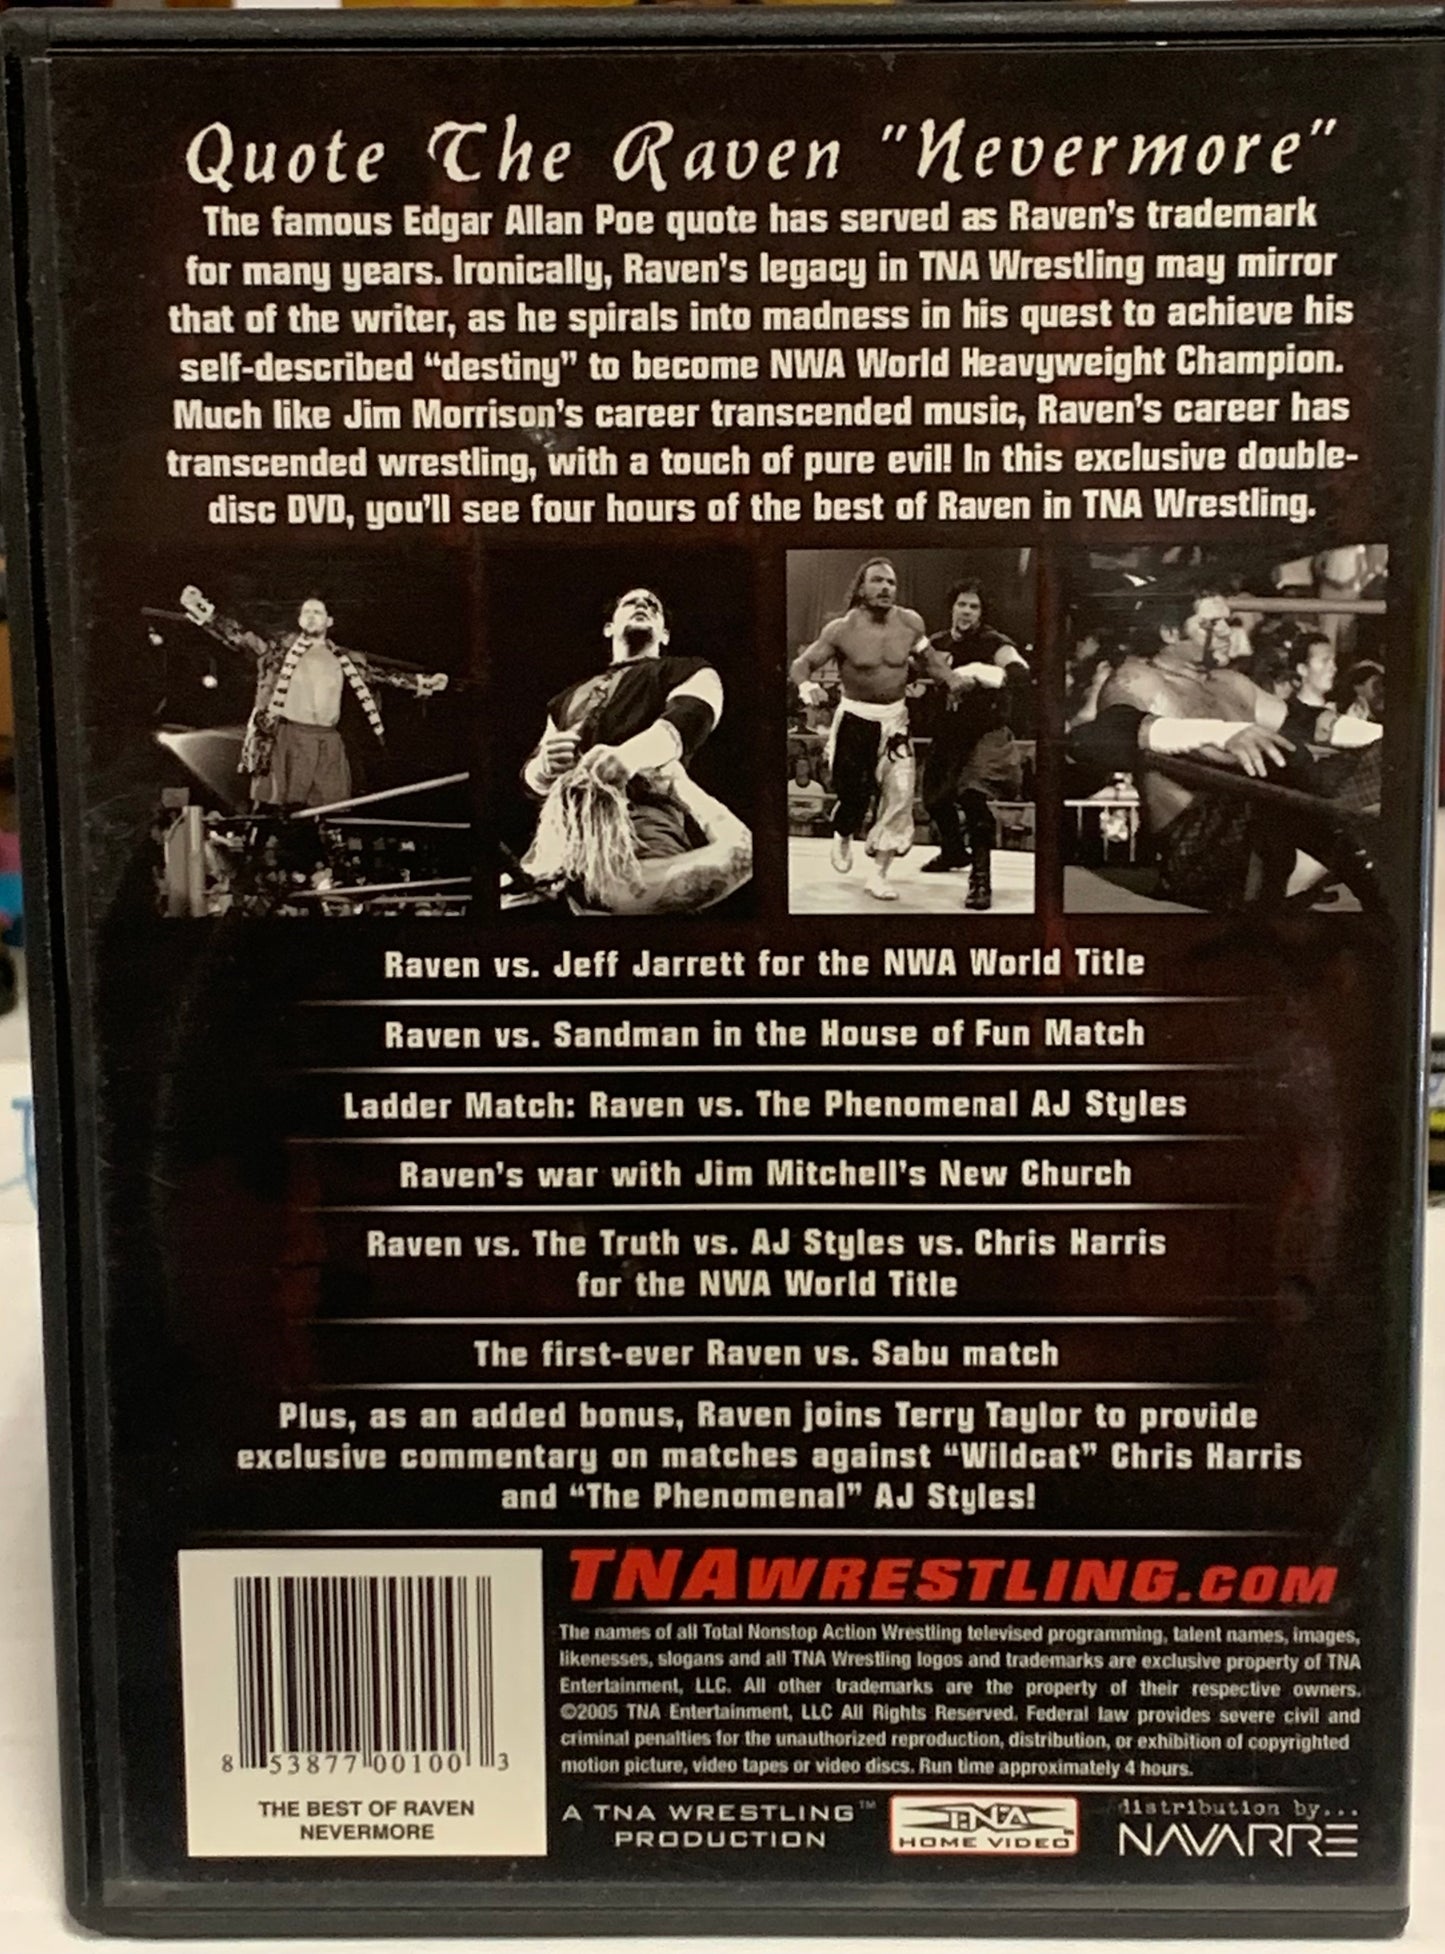 Quote The Raven "Nevermore"
The famous Edgar Allan Poe quote has served as Raven's trademark
for many years. Ironically, Raven's legacy in TNA Wrestling may mirror
that of the writer, as he spirals into madness in his quest to achieve his
self-described “destiny” to become NWA World Heavyweight Champion.
Much like Jim Morrison's career transcended music, Raven's career has
transcended wrestling, with a touch of pure evil! In this exclusive double-
disc DVD, you'll see four hours of the best of Raven in TNA Wrestling.
Raven vs. Jeff Jarrett for the NWA World Title
Raven vs. Sandman in the House of Fun Match
Ladder Match: Raven vs. The Phenomenal AJ Styles
Raven's war with Jim Mitchell's New Church
Raven vs. The Truth vs. AJ Styles vs. Chris Harris
for the NWA World Title
The first-ever Raven vs. Sabu match
Plus, as an added bonus, Raven joins Terry Taylor to provide
exclusive commentary on matches against “Wildcat” Chris Harris
and “The Phenomenal” AJ Styles!
TNAWRESTLING.COM
The names of all Total Nonstop Action Wrestling televised programming, talent names, images,
likenesses, slogans and all TNA Wrestling logos and trademarks are exclusive property of TNA
Entertainment, LLC. All other trademarks are the property of their respective owners.
©2005 TNA Entertainment, LLC All Rights Reserved. Federal law provides severe civil and
criminal penalties for the unauthorized reproduction, distribution, or exhibition of copyrighted
motion picture, video tapes or video discs. Run time approximately 4 hours.
8 53877 00100 3
THE BEST OF RAVEN
NEVERMORE
A TNA WRESTLING™
PRODUCTION
TNA
HOME VIDEO
distribution by...
NAVARRE